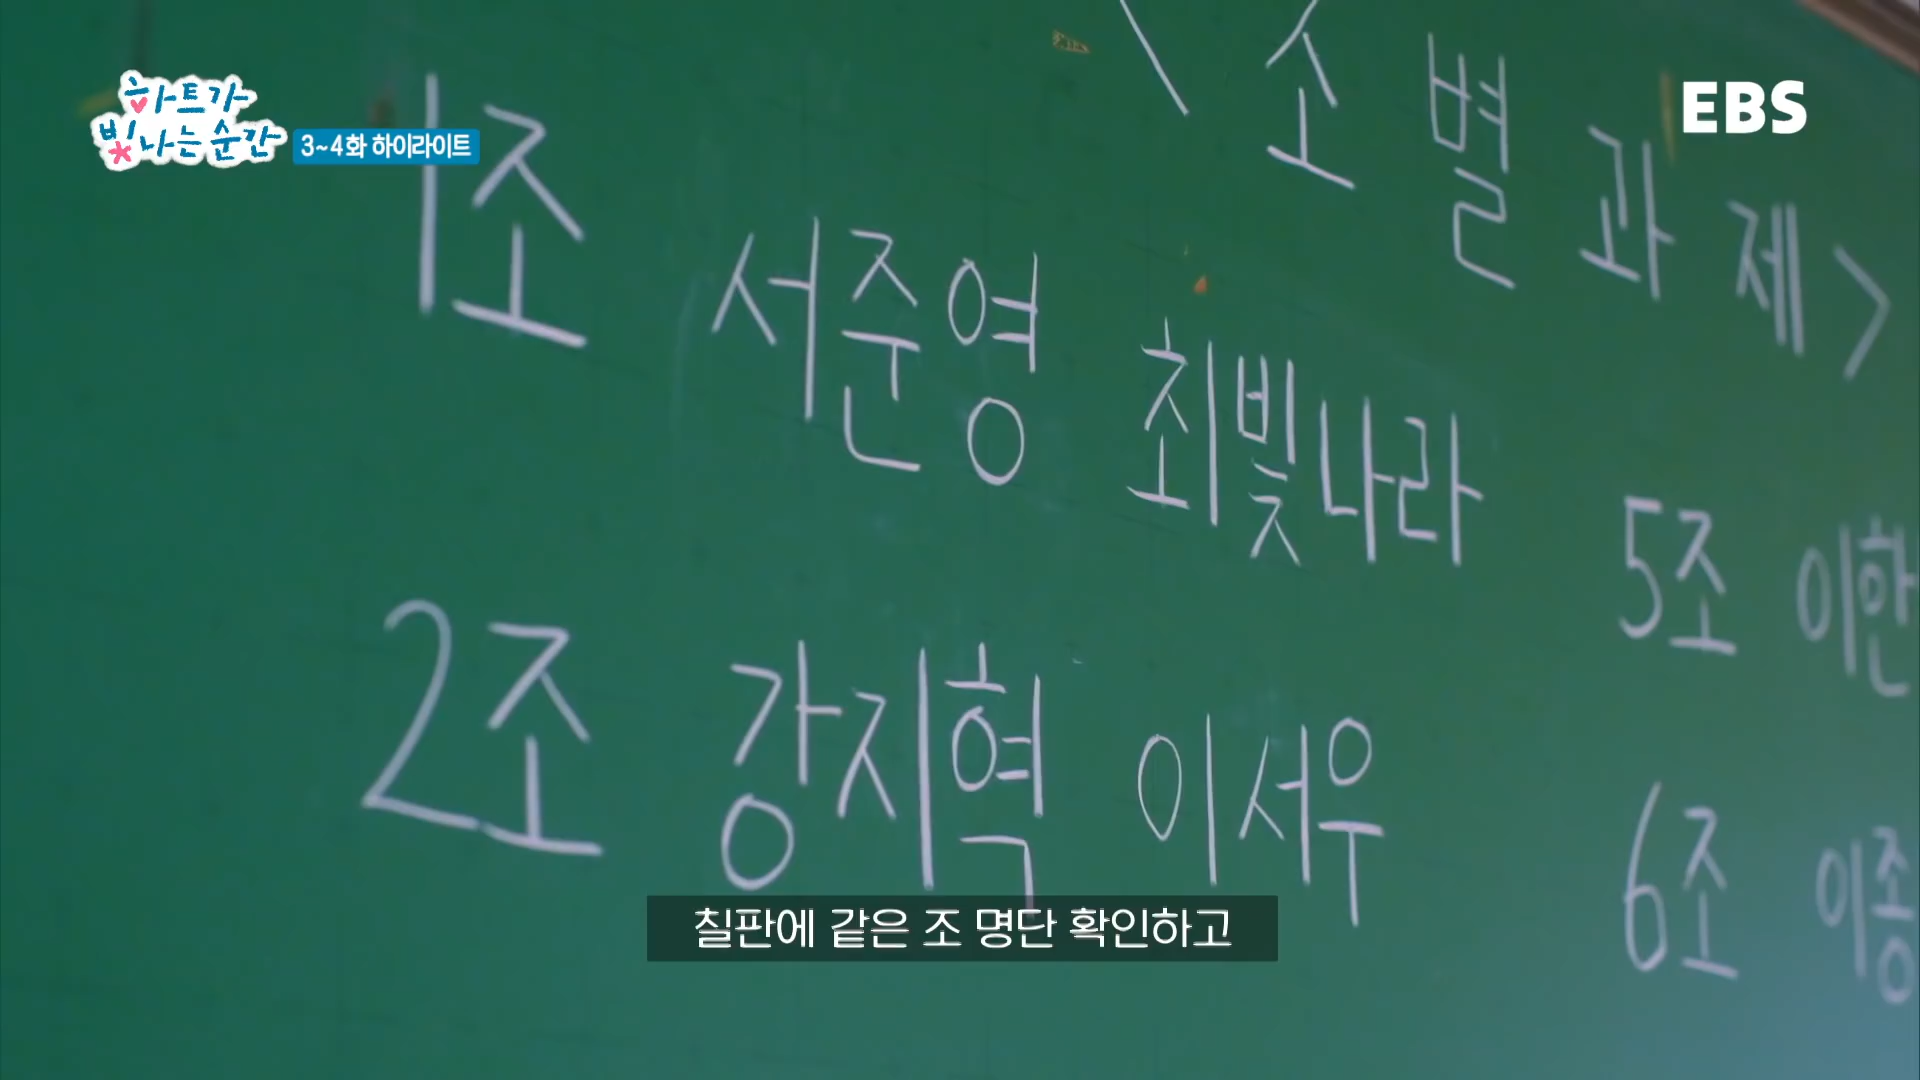 하트가
빛나는 순간
3~4화 하이라이트
EBS
<조별과제>
1조 서준영 최빛나라
2조 강지혁 이서우
5조 이한
6조 이종
칠판에 같은 조 명단 확인하고